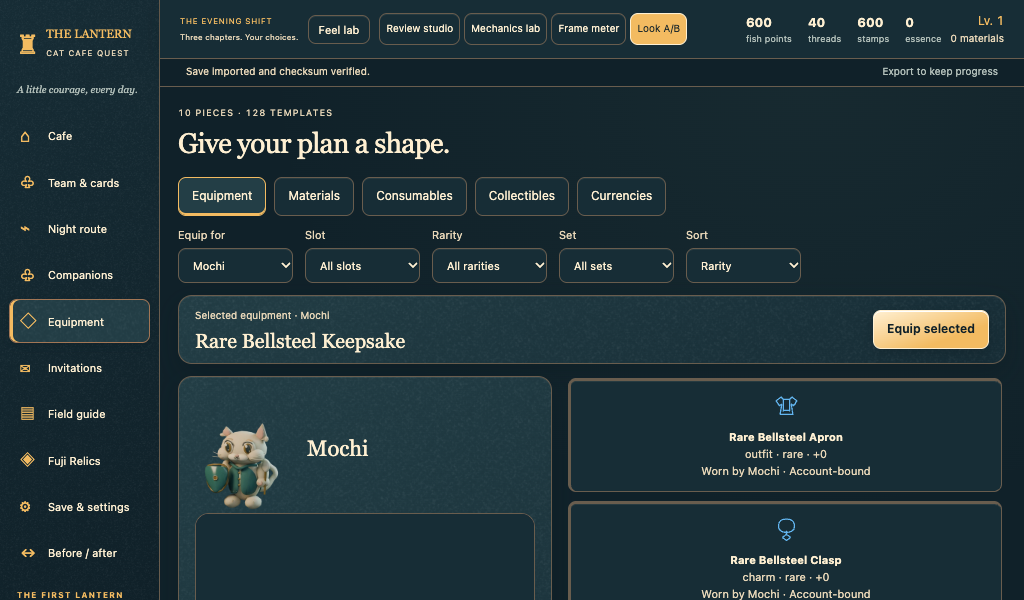 THE LANTERN
CAT CAFE QUEST
A little courage, every day.
Cafe
Team & cards
Night route
Companions
Equipment
Invitations
Field guide
Fuji Relics
Save & settings
Before / after
THE FIRST LANTERN
THE EVENING SHIFT
Three chapters. Your choices.
Feel lab
Review studio
Mechanics lab
Frame meter
Look A/B
600
fish points
40
threads
600
stamps
0
essence
Lv. 1
0 materials
Save imported and checksum verified.
Export to keep progress
10 PIECES · 128 TEMPLATES
Give your plan a shape.
Equipment
Materials
Consumables
Collectibles
Currencies
Equip for
Slot
Rarity
Set
Sort
Mochi
All slots
All rarities
All sets
Rarity
Selected equipment · Mochi
Rare Bellsteel Keepsake
Equip selected
Mochi
Rare Bellsteel Apron
outfit · rare · +0
Worn by Mochi · Account-bound
Rare Bellsteel Clasp
charm · rare · +0
Worn by Mochi · Account-bound